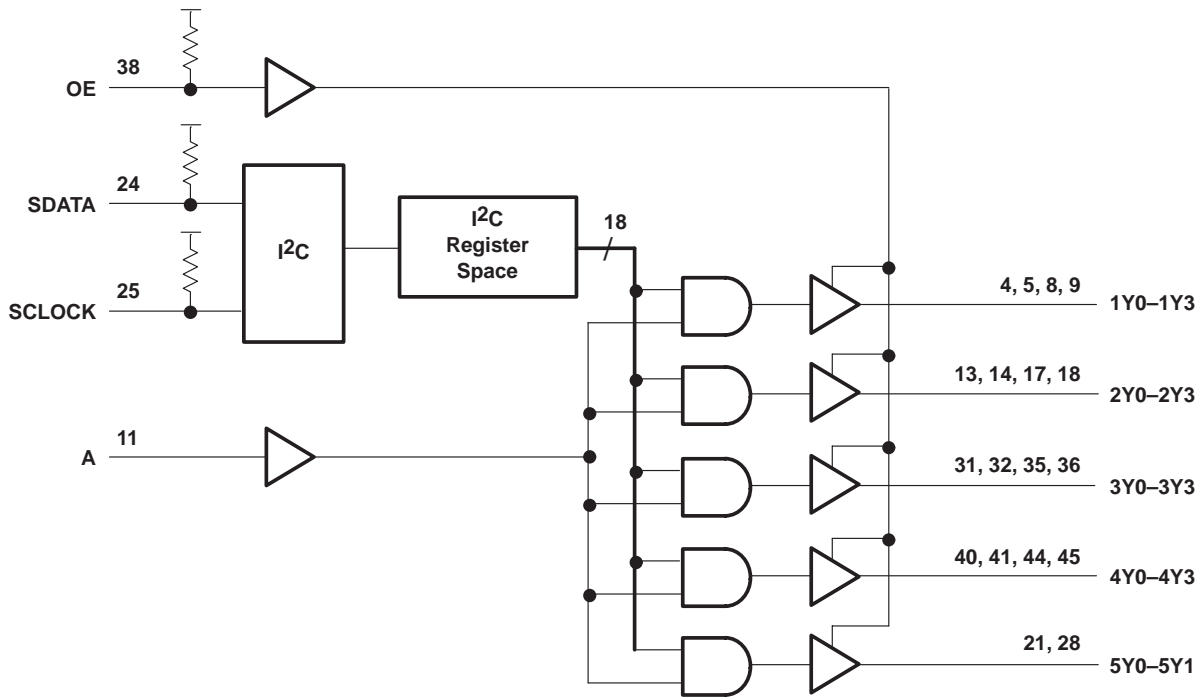 38
OE
24
SDATA
I²C
I²C
Register
Space
18
25
SCLOCK
4, 5, 8, 9
1Y0–1Y3
13, 14, 17, 18
2Y0–2Y3
11
A
31, 32, 35, 36
3Y0–3Y3
40, 41, 44, 45
4Y0–4Y3
21, 28
5Y0–5Y1